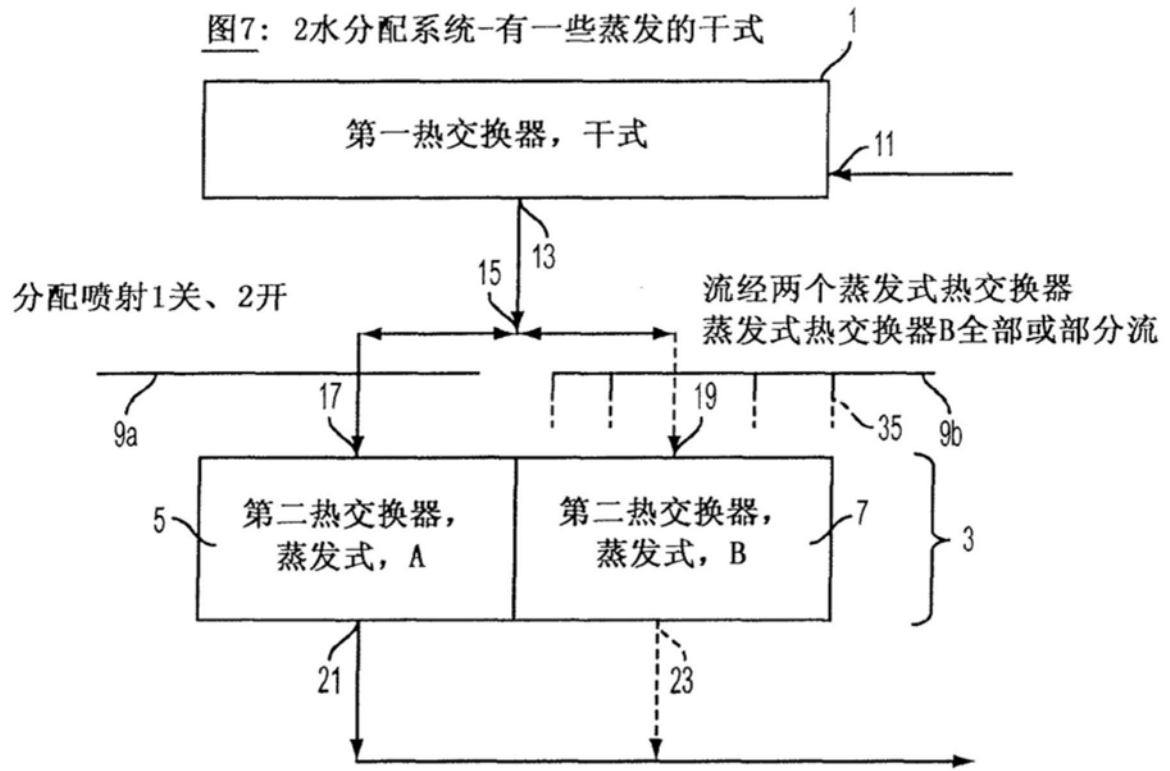 图7: 2水分配系统-有一些蒸发的干式
1
第一热交换器，干式
11
13
15
分配喷射1关、2开
流经两个蒸发式热交换器
蒸发式热交换器B全部或部分流
9a
17
19
35
9b
5
第二热交换器，
蒸发式，A
第二热交换器，
蒸发式，B
7
3
21
23